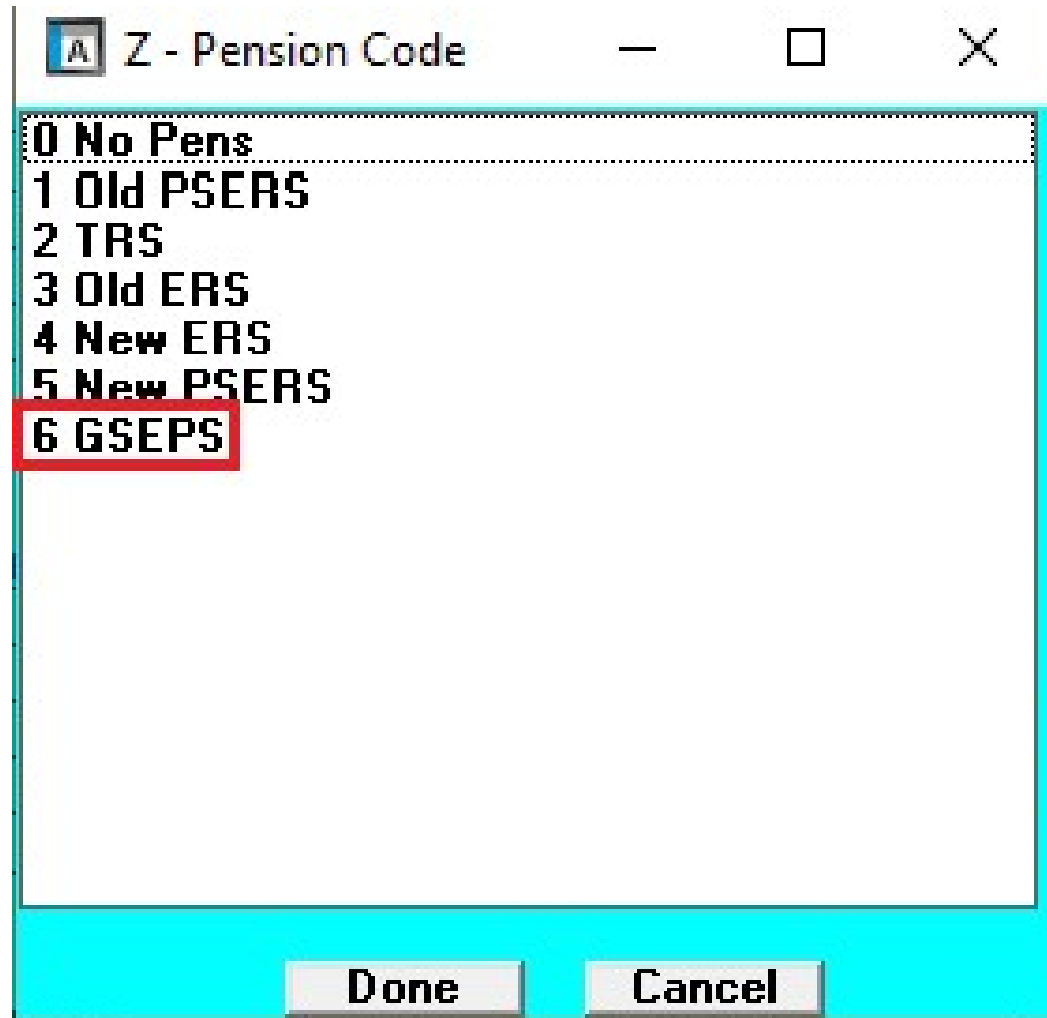 A Z - Pension Code
0 No Pens
1 Old PSERS
2 TRS
3 Old ERS
4 New ERS
5 New PSERS
6 GSEPS
Done Cancel